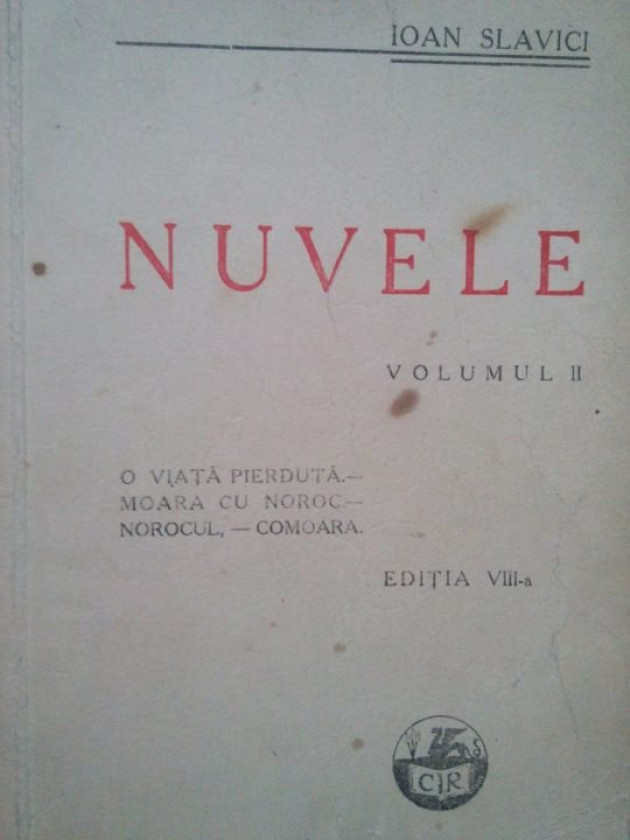 IOAN SLAVICI
NUVELE
VOLUMUL II
O VIAȚĂ PIERDUTĂ.—
MOARA CU NOROC.—
NOROCUL, — COMOARA.
EDIȚIA VIII-a
CR